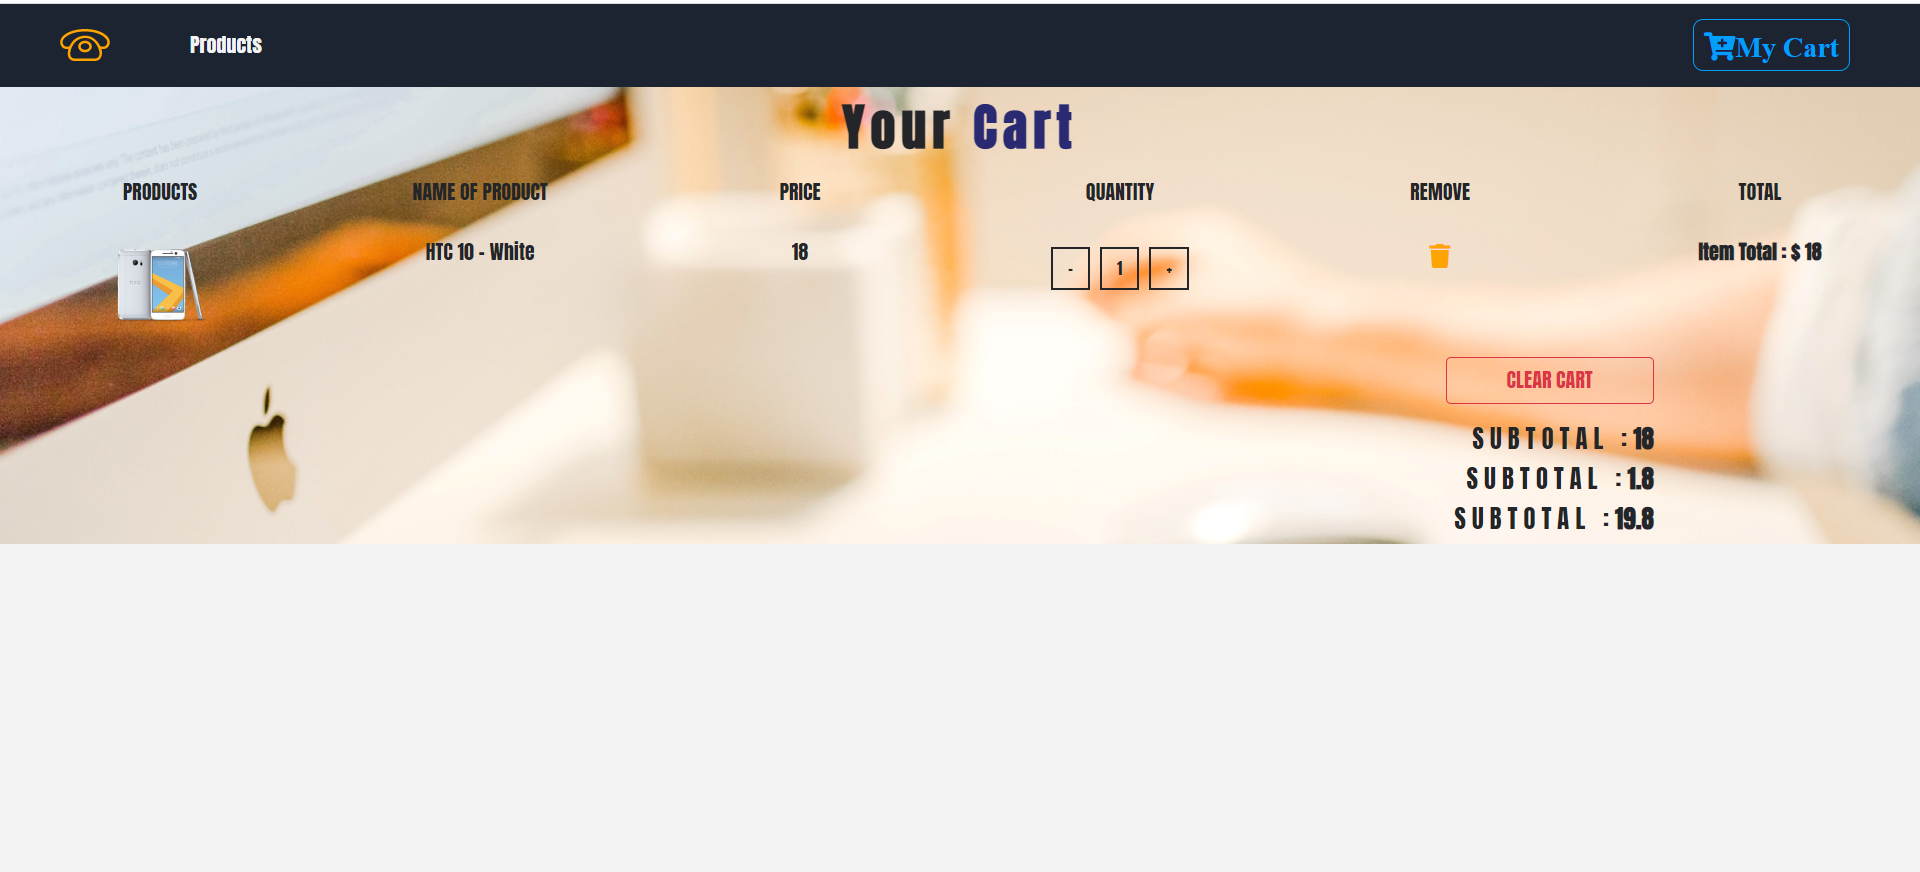 Products
My Cart
Your Cart
PRODUCTS NAME OF PRODUCT PRICE QUANTITY REMOVE TOTAL
HTC 10 - White 18 - 1 + Item Total : $ 18
CLEAR CART
SUBTOTAL : 18
SUBTOTAL : 1.8
SUBTOTAL : 19.8